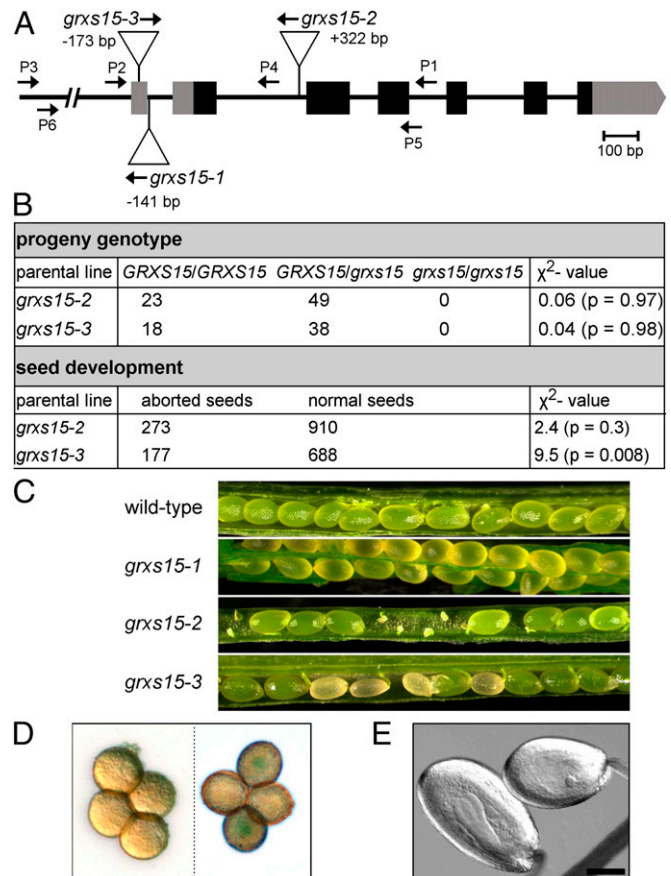 A
grxs15-3
-173 bp
grxs15-2
+322 bp
P3
P6
P2
P4
P1
P5
100 bp
grxs15-1
-141 bp
B
progeny genotype
parental line GRXS15/GRXS15 GRXS15/grxs15 grxs15/grxs15 χ²- value
grxs15-2 23 49 0 0.06 (p = 0.97)
grxs15-3 18 38 0 0.04 (p = 0.98)
seed development
parental line aborted seeds normal seeds χ²- value
grxs15-2 273 910 2.4 (p = 0.3)
grxs15-3 177 688 9.5 (p = 0.008)
C
wild-type
grxs15-1
grxs15-2
grxs15-3
D
E